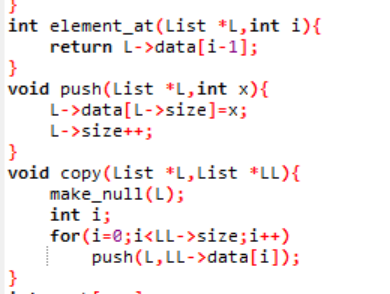 }
int element_at(List *L,int i){
    return L->data[i-1];
}
void push(List *L,int x){
    L->data[L->size]=x;
    L->size++;
}
void copy(List *L,List *LL){
    make_null(L);
    int i;
    for(i=0;i<LL->size;i++)
        push(L,LL->data[i]);
}